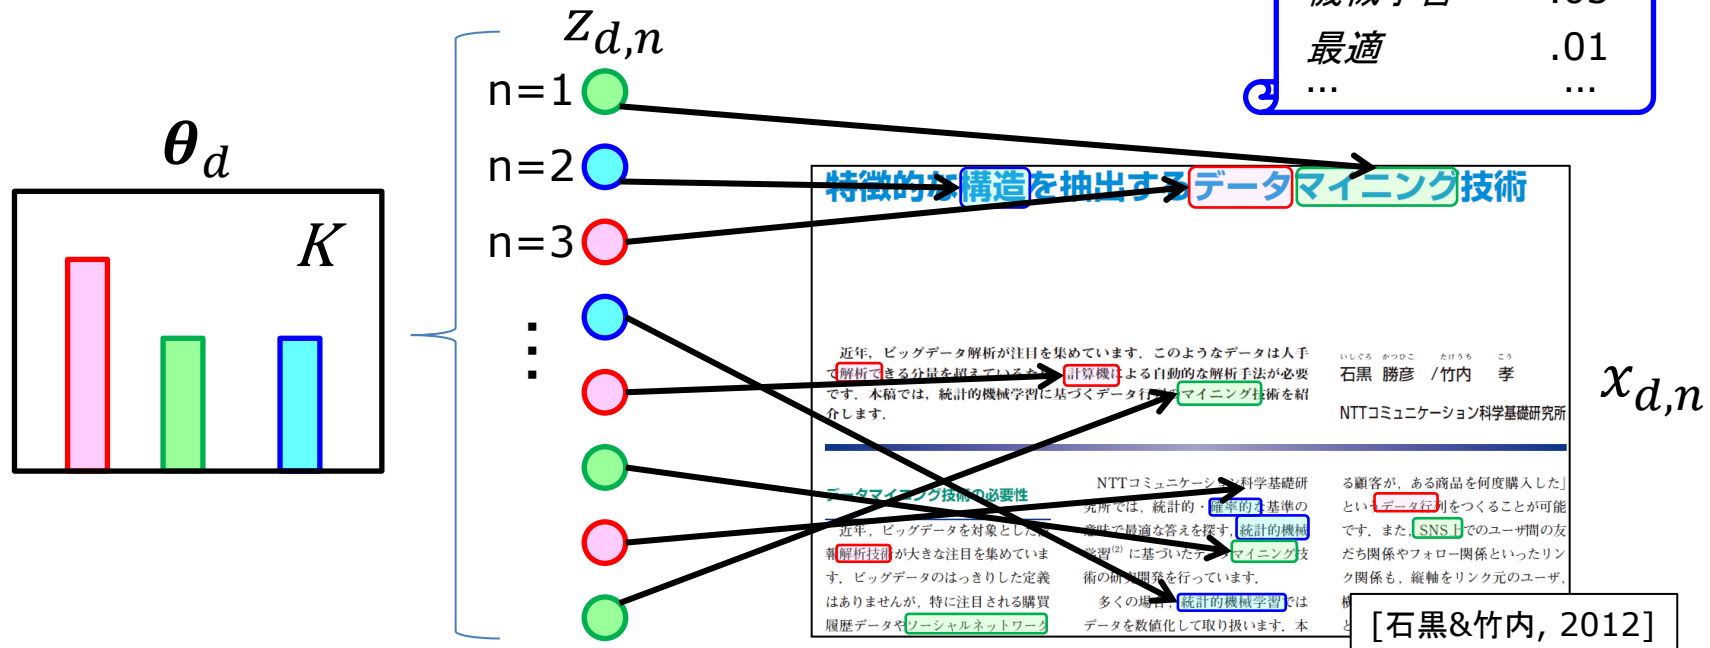 最適 .01
... ...
z_{d,n}
n=1
n=2
n=3
⋮
θ_d
K
特徴的な構造を抽出するデータマイニング技術
近年，ビッグデータ解析が注目を集めています．このようなデータは人手
で解析できる分量を超えているた 計算機による自動的な解析手法が必要
です．本稿では，統計的機械学習に基づくデータ行 マイニング技術を紹
介します．
いしぐろ かつひこ たけうち こう
石黒 勝彦 /竹内 孝
NTTコミュニケーション科学基礎研究所
x_{d,n}
データマイニング技術の必要性
近年，ビッグデータを対象とした
報解析技術が大きな注目を集めていま
す．ビッグデータのはっきりした定義
はありませんが，特に注目される購買
履歴データやソーシャルネットワーク
NTTコミュニケーション科学基礎研
究所では，統計的・確率的な基準の
意味で最適な答えを探す，統計的機械
学習(2) に基づいたデータマイニング技
術の研究開発を行っています．
多くの場合，統計的機械学習では
データを数値化して取り扱います．本
る顧客が，ある商品を何度購入した」
というデータ行列をつくることが可能
です．また，SNS上でのユーザ間の友
だち関係やフォロー関係といったリン
ク関係も，縦軸をリンク元のユーザ，
[石黒&竹内, 2012]